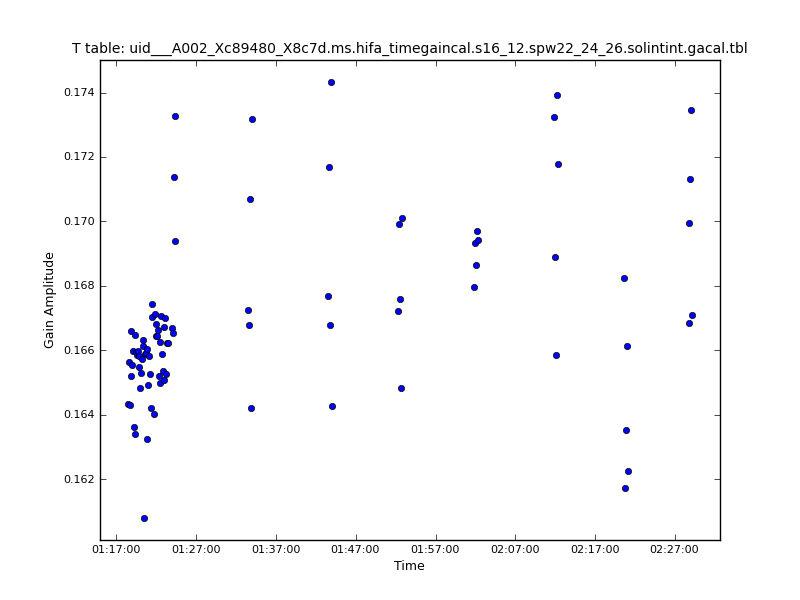 T table: uid___A002_Xc89480_X8c7d.ms.hifa_timegaincal.s16_12.spw22_24_26.solintint.gacal.tbl
0.174
0.172
0.170
0.168
0.166
0.164
0.162
Gain Amplitude
01:17:00 01:27:00 01:37:00 01:47:00 01:57:00 02:07:00 02:17:00 02:27:00
Time